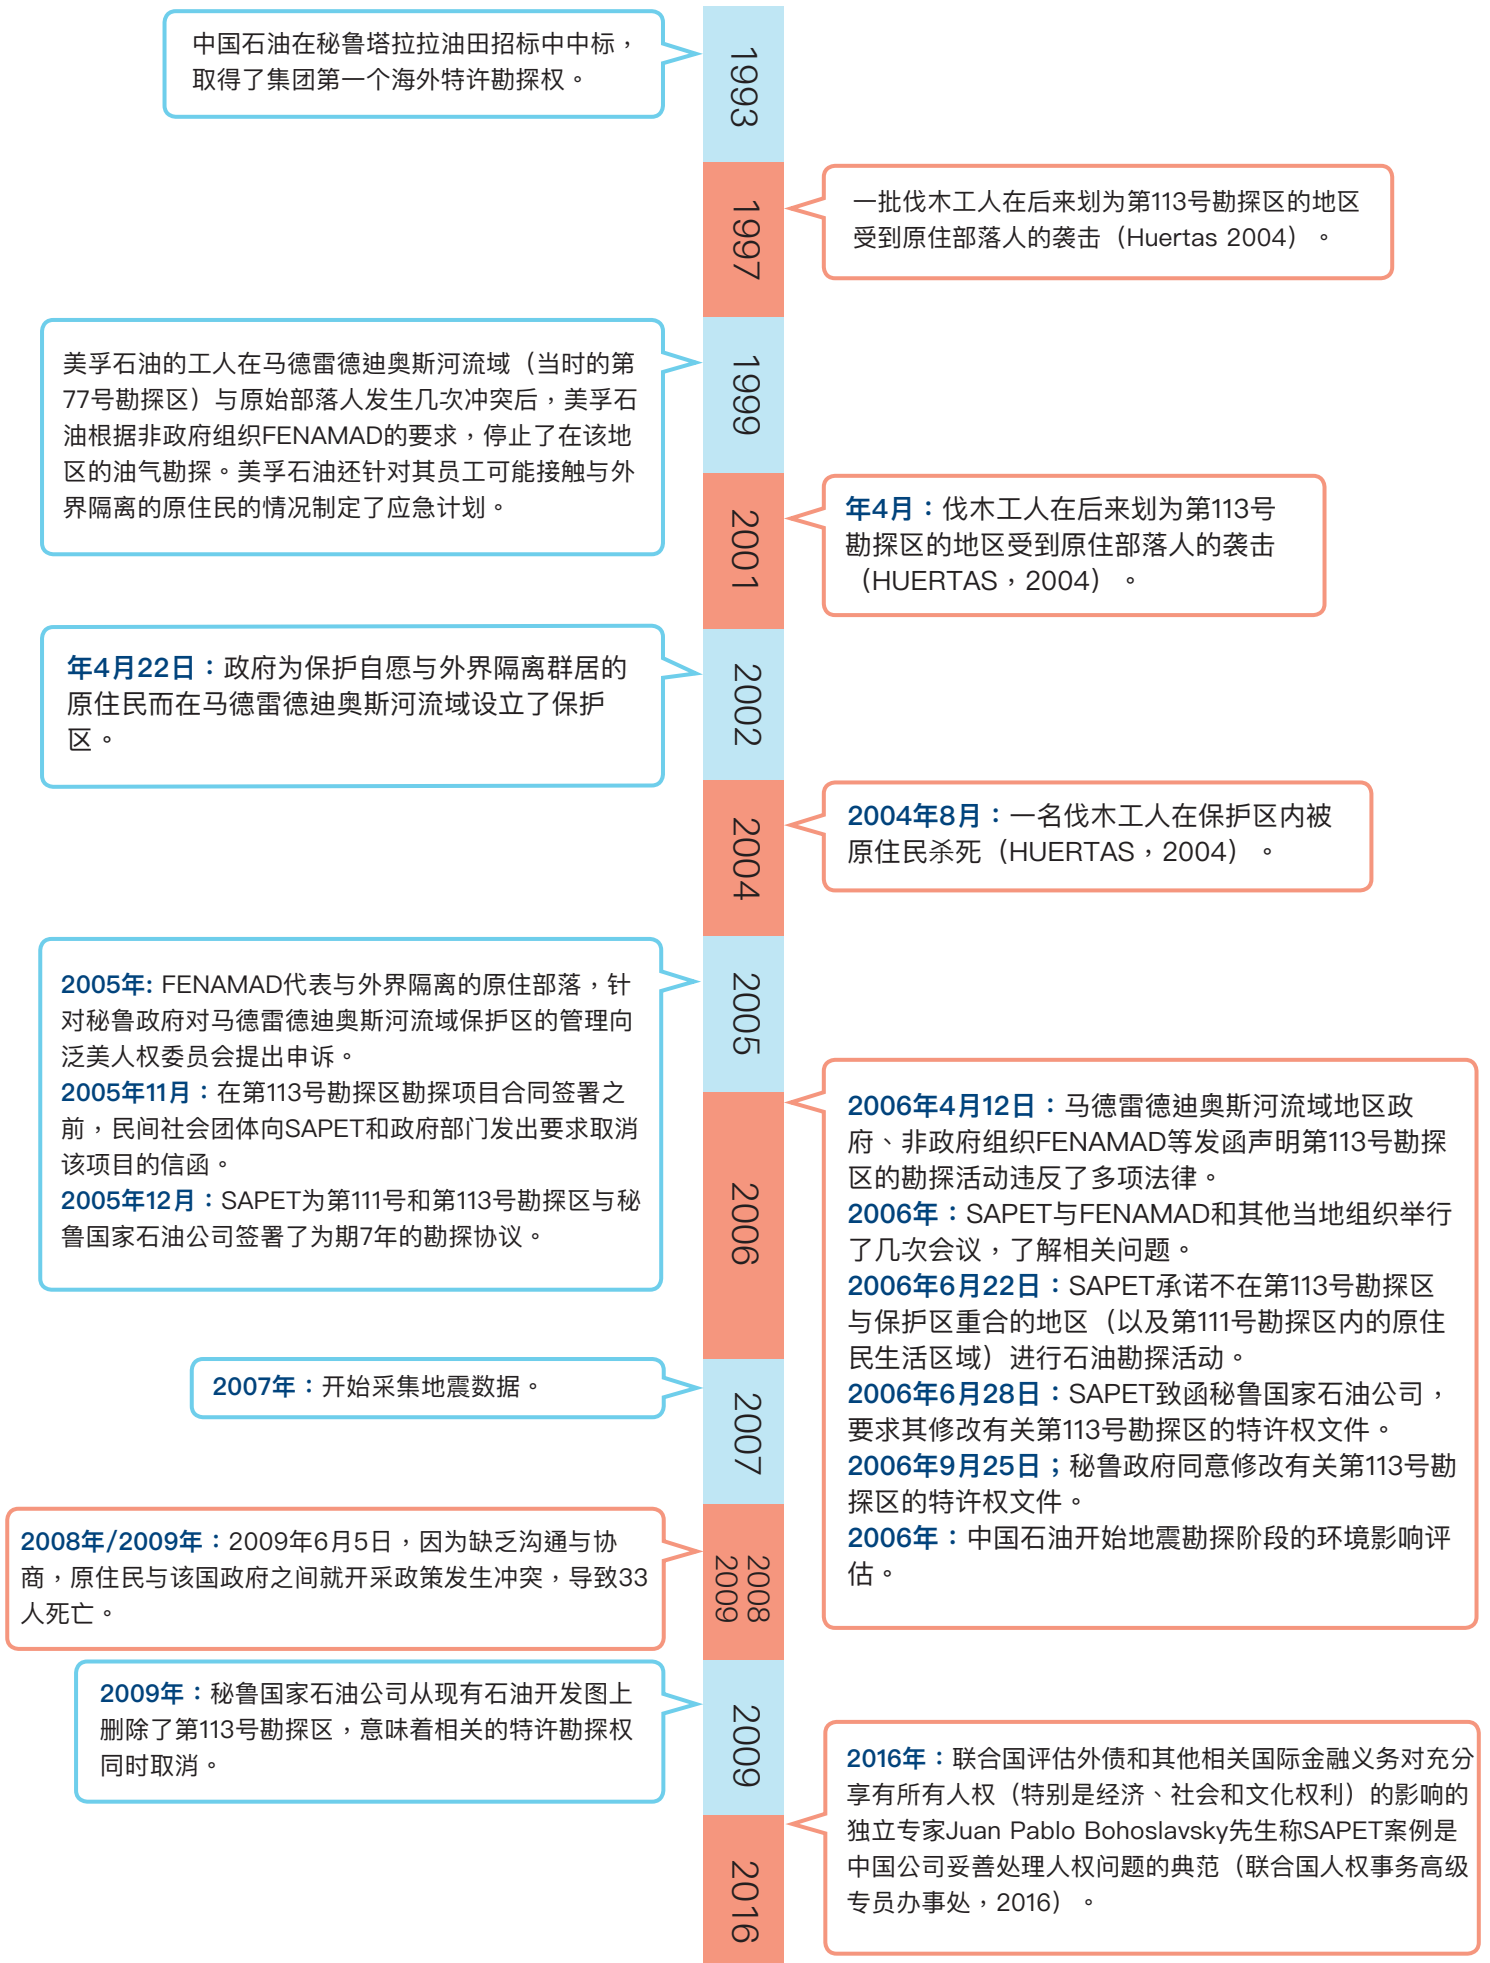 中国石油在秘鲁塔拉拉油田招标中中标，
取得了集团第一个海外特许勘探权。
1993
1997
一批伐木工人在后来划为第113号勘探区的地区
受到原住部落人的袭击（Huertas 2004）。
美孚石油的工人在马德雷德迪奥斯河流域（当时的第
77号勘探区）与原始部落人发生几次冲突后，美孚石
油根据非政府组织FENAMAD的要求，停止了在该地
区的油气勘探。美孚石油还针对其员工可能接触与外
界隔离的原住民的情况制定了应急计划。
1999
2001
年4月：伐木工人在后来划为第113号
勘探区的地区受到原住部落人的袭击
（HUERTAS，2004）。
年4月22日：政府为保护自愿与外界隔离群居的
原住民而在马德雷德迪奥斯河流域设立了保护
区。
2002
2004
2004年8月：一名伐木工人在保护区内被
原住民杀死（HUERTAS，2004）。
2005年: FENAMAD代表与外界隔离的原住部落，针
对秘鲁政府对马德雷德迪奥斯河流域保护区的管理向
泛美人权委员会提出申诉。
2005年11月：在第113号勘探区勘探项目合同签署之
前，民间社会团体向SAPET和政府部门发出要求取消
该项目的信函。
2005年12月：SAPET为第111号和第113号勘探区与秘
鲁国家石油公司签署了为期7年的勘探协议。
2005
2006
2006年4月12日：马德雷德迪奥斯河流域地区政
府、非政府组织FENAMAD等发函声明第113号勘探
区的勘探活动违反了多项法律。
2006年：SAPET与FENAMAD和其他当地组织举行
了几次会议，了解相关问题。
2006年6月22日：SAPET承诺不在第113号勘探区
与保护区重合的地区（以及第111号勘探区内的原住
民生活区域）进行石油勘探活动。
2006年6月28日：SAPET致函秘鲁国家石油公司，
要求其修改有关第113号勘探区的特许权文件。
2006年9月25日；秘鲁政府同意修改有关第113号勘
探区的特许权文件。
2006年：中国石油开始地震勘探阶段的环境影响评
估。
2007年：开始采集地震数据。
2007
2008年/2009年：2009年6月5日，因为缺乏沟通与协
商，原住民与该国政府之间就开采政策发生冲突，导致33
人死亡。
2008
2009
2009年：秘鲁国家石油公司从现有石油开发图上
删除了第113号勘探区，意味着相关的特许勘探权
同时取消。
2009
2016
2016年：联合国评估外债和其他相关国际金融义务对充分
享有所有人权（特别是经济、社会和文化权利）的影响的
独立专家Juan Pablo Bohoslavsky先生称SAPET案例是
中国公司妥善处理人权问题的典范（联合国人权事务高级
专员办事处，2016）。